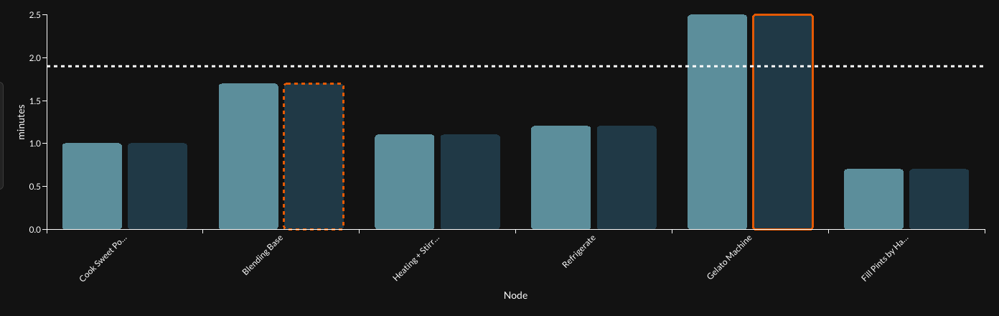 2.5
2.0
1.5
1.0
0.5
0.0
minutes
Cook Sweet Po...
Blending Base
Heating + Stirr...
Refrigerate
Gelato Machine
Fill Pints by Ha...
Node